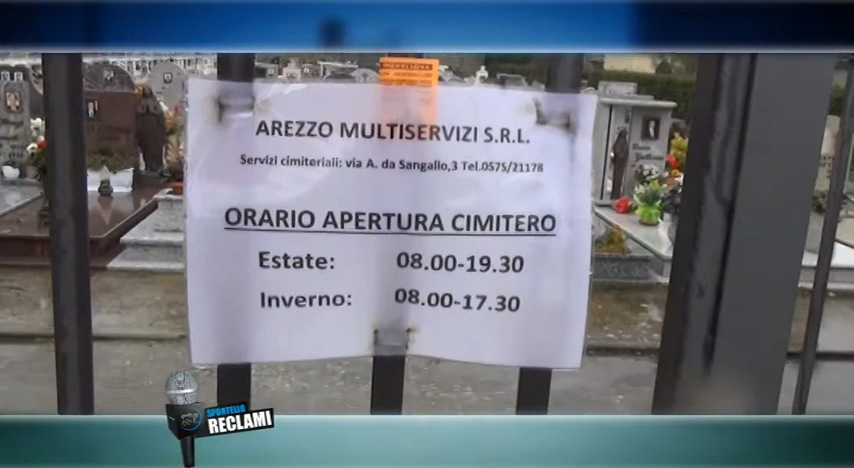 AREZZO MULTISERVIZI S.R.L.
Servizi cimiteriali: via A. da Sangallo,3 Tel.0575/21178
ORARIO APERTURA CIMITERO
Estate: 08.00-19.30
Inverno: 08.00-17.30
SPORTELLO
RECLAMI